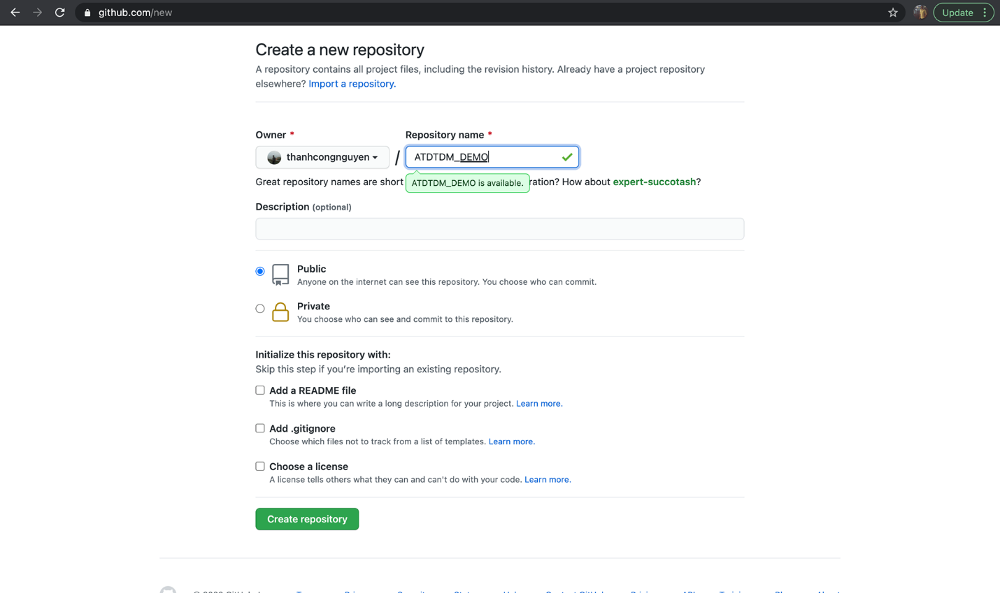 github.com/new
Update
Create a new repository
A repository contains all project files, including the revision history. Already have a project repository
elsewhere? Import a repository.
Owner *
Repository name *
thanhcongnguyen
/
ATDTDM_DEMO
Great repository names are short
ATDTDM_DEMO is available.
ration? How about expert-succotash?
Description (optional)
Public
Anyone on the internet can see this repository. You choose who can commit.
Private
You choose who can see and commit to this repository.
Initialize this repository with:
Skip this step if you’re importing an existing repository.
Add a README file
This is where you can write a long description for your project. Learn more.
Add .gitignore
Choose which files not to track from a list of templates. Learn more.
Choose a license
A license tells others what they can and can't do with your code. Learn more.
Create repository